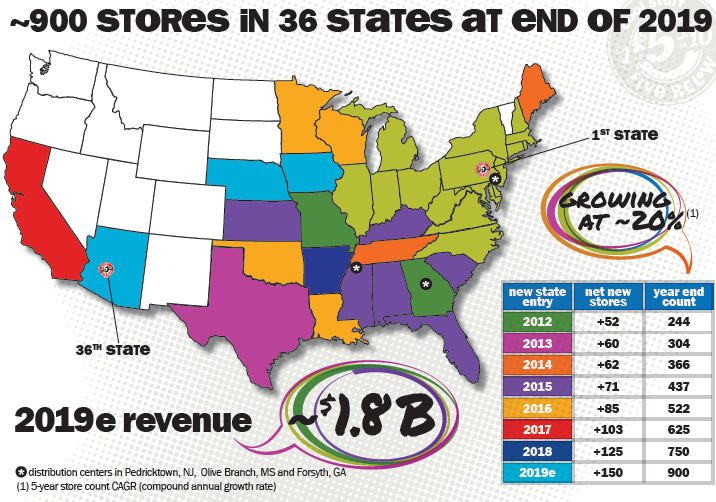 ~900 STORES IN 36 STATES AT END OF 2019
1ST STATE
GROWING
AT ~20% (1)
36TH STATE
2019e revenue
~$1.8B
new state entry | net new stores | year end count
2012 | +52 | 244
2013 | +60 | 304
2014 | +62 | 366
2015 | +71 | 437
2016 | +85 | 522
2017 | +103 | 625
2018 | +125 | 750
2019e | +150 | 900
distribution centers in Pedricktown, NJ, Olive Branch, MS and Forsyth, GA
(1) 5-year store count CAGR (compound annual growth rate)